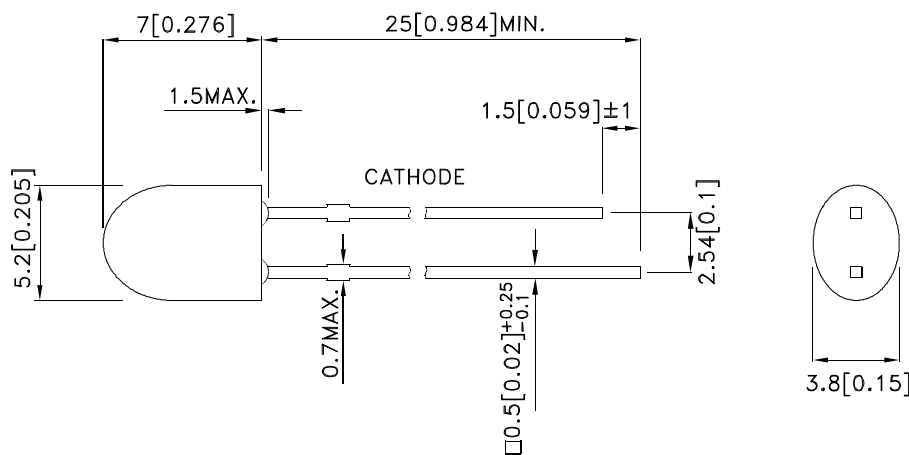 7[0.276]
25[0.984]MIN.
1.5MAX.
1.5[0.059]±1
CATHODE
5.2[0.205]
2.54[0.1]
0.7MAX.
□0.5[0.02]+0.25-0.1
3.8[0.15]